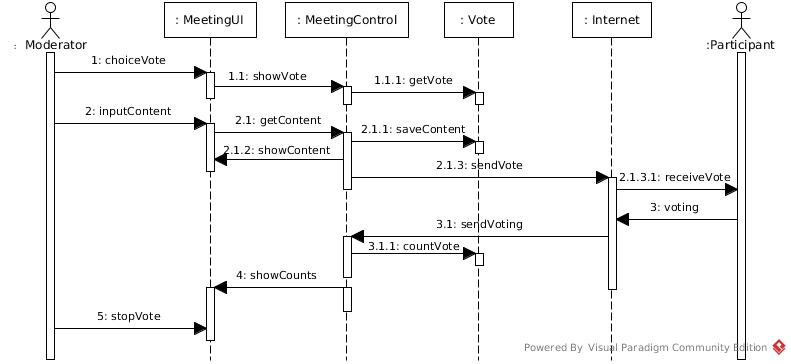 : MeetingUI
: MeetingControl
: Vote
: Internet
: Moderator
:Participant
1: choiceVote
1.1: showVote
1.1.1: getVote
2: inputContent
2.1: getContent
2.1.1: saveContent
2.1.2: showContent
2.1.3: sendVote
2.1.3.1: receiveVote
3: voting
3.1: sendVoting
3.1.1: countVote
4: showCounts
5: stopVote
Powered By Visual Paradigm Community Edition